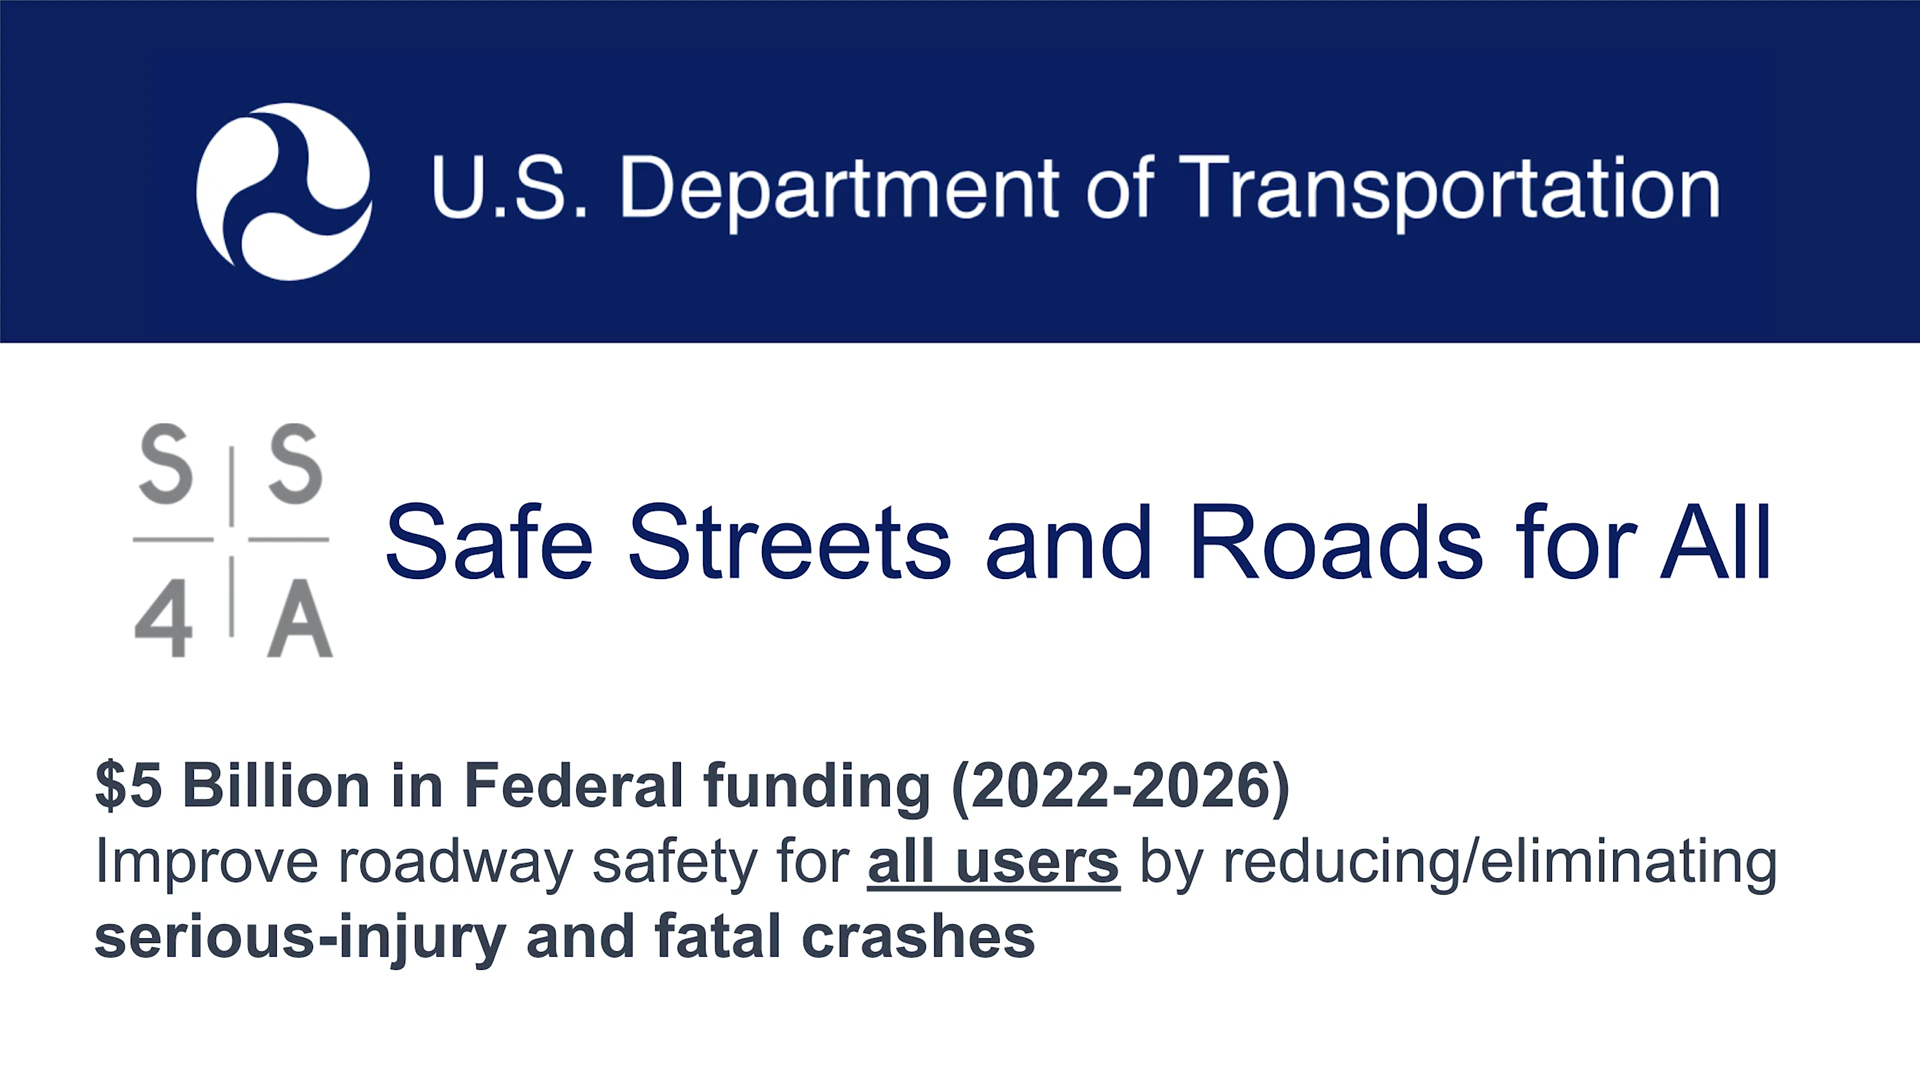 U.S. Department of Transportation
S S
4 A
Safe Streets and Roads for All
$5 Billion in Federal funding (2022-2026)
Improve roadway safety for all users by reducing/eliminating
serious-injury and fatal crashes